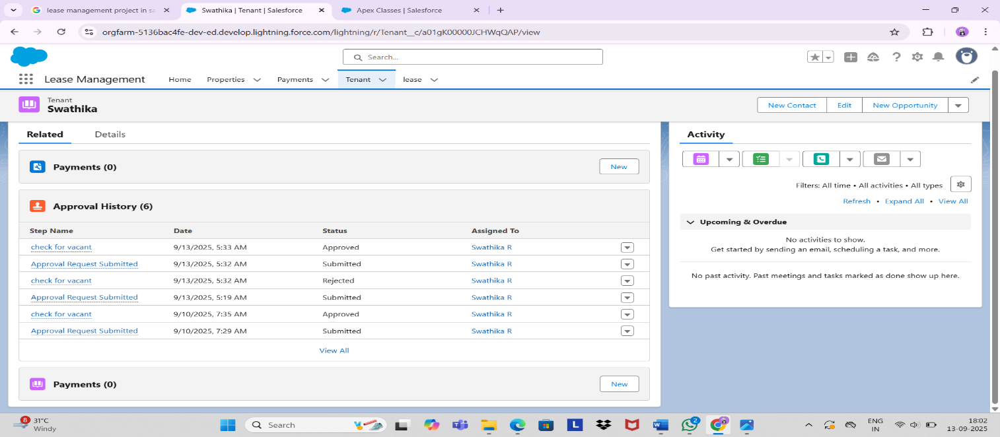 lease management project in sa
Swathika | Tenant | Salesforce
Apex Classes | Salesforce
orgfarm-5136bac4fe-dev-ed.develop.lightning.force.com/lightning/r/Tenant__c/a01gK00000JCHWqQAP/view
Search...
Lease Management Home Properties Payments Tenant lease
Tenant
Swathika
New Contact Edit New Opportunity
Related Details
Payments (0) New
Approval History (6)
Step Name Date Status Assigned To
check for vacant 9/13/2025, 5:33 AM Approved Swathika R
Approval Request Submitted 9/13/2025, 5:32 AM Submitted Swathika R
check for vacant 9/13/2025, 5:32 AM Rejected Swathika R
Approval Request Submitted 9/13/2025, 5:19 AM Submitted Swathika R
check for vacant 9/10/2025, 7:35 AM Approved Swathika R
Approval Request Submitted 9/10/2025, 7:29 AM Submitted Swathika R
View All
Payments (0) New
Activity
Filters: All time • All activities • All types
Refresh • Expand All • View All
Upcoming & Overdue
No activities to show.
Get started by sending an email, scheduling a task, and more.
No past activity. Past meetings and tasks marked as done show up here.
8
31°C
Windy
Search
L
2
ENG
IN
18:02
13-09-2025